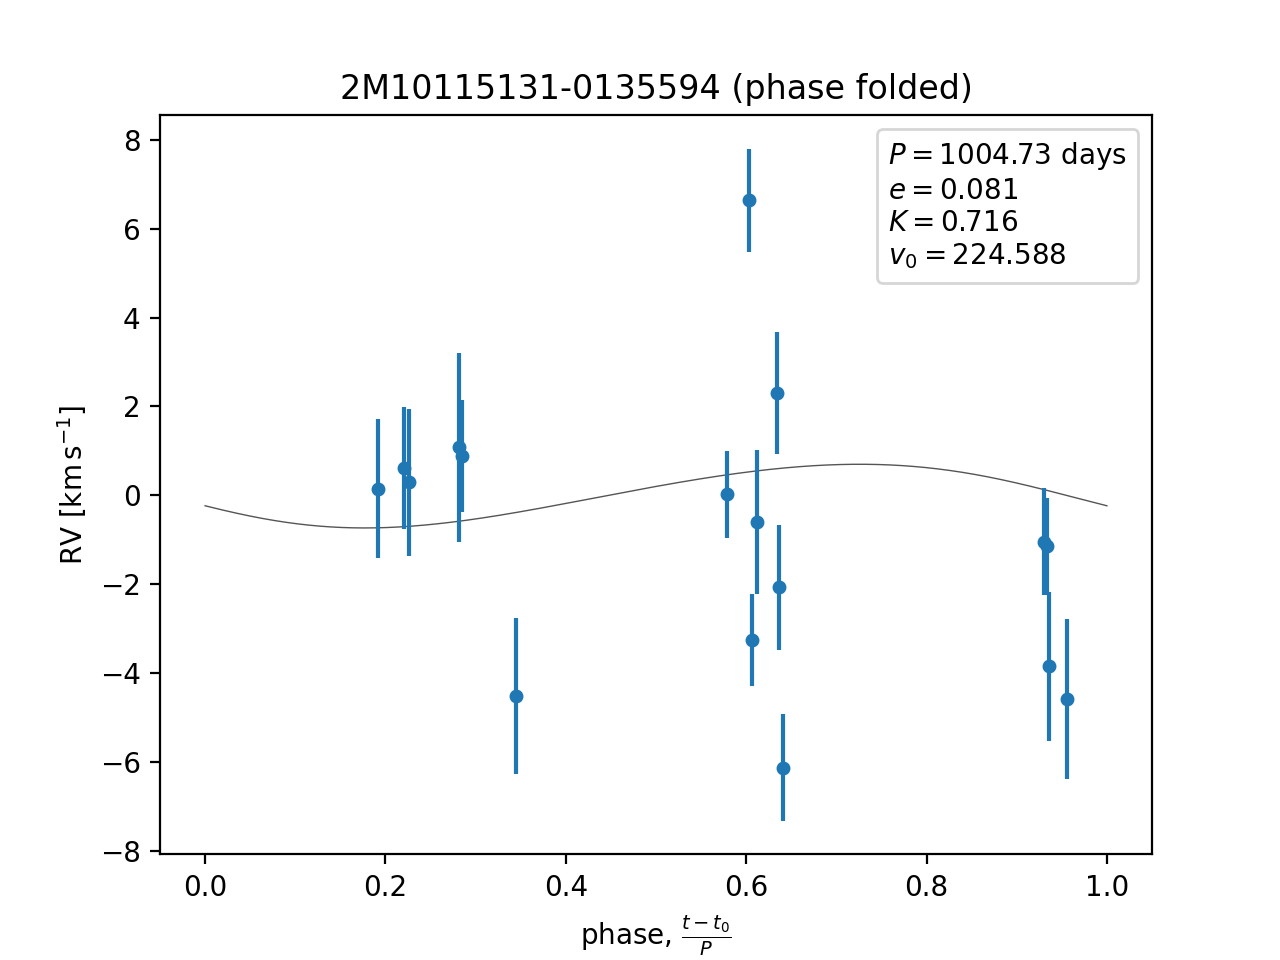 2M10115131-0135594 (phase folded)
P = 1004.73 days
e = 0.081
K = 0.716
v₀ = 224.588
8
6
4
2
0
−2
−4
−6
−8
RV [km s⁻¹]
0.0 0.2 0.4 0.6 0.8 1.0
phase, (t − t₀)/P